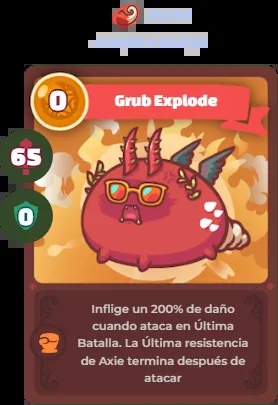 0
Grub Explode
65
0
Inflige un 200% de daño
cuando ataca en Última
Batalla. La Última resistencia
de Axie termina después de
atacar